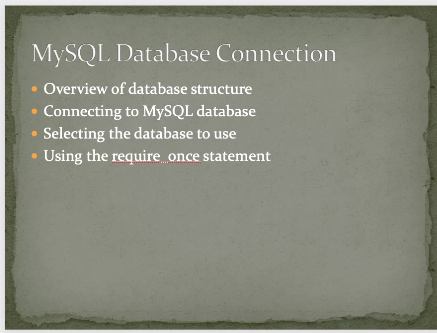 MySQL Database Connection
• Overview of database structure
• Connecting to MySQL database
• Selecting the database to use
• Using the require_once statement